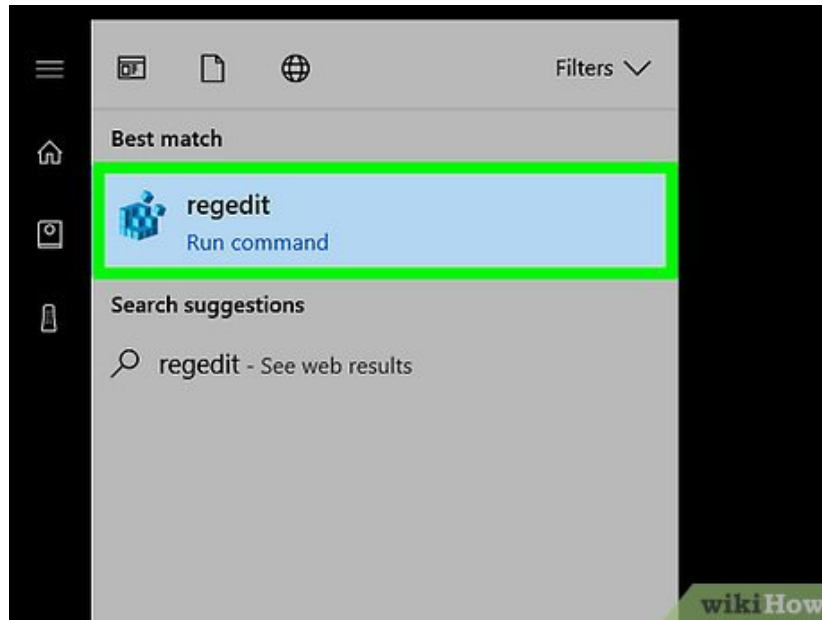 Filters
Best match
regedit
Run command
Search suggestions
regedit - See web results
wikiHow